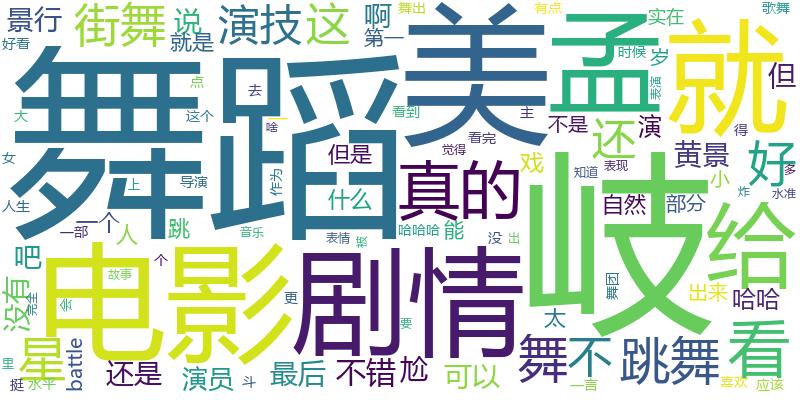 景行
街舞
说
演技
这
啊
舞出
美
孟
有点
实在
歌舞
好看
就是
第一
时候
岁
就
但
舞蹈
点
去
看到
表演
大
这个
一
啥
主
不是
还
演
得
看完
女
上
导演
作为
但是
觉得
戏
黄景
好
多
真的
歧
知道
表现
小
炸
水准
人生
一个
什么
自然
部分
一部
人
跳
音乐
表情
哈哈哈
能
没
出
给
吧
电影
剧情
个
故事
更
舞团
出来
哈哈
没有
完全
会
要
太
星
battle
舞
不
跳舞
看
里
挺
水平
还是
演员
斗
最后
不错
尬
可以
一言
喜欢
应该